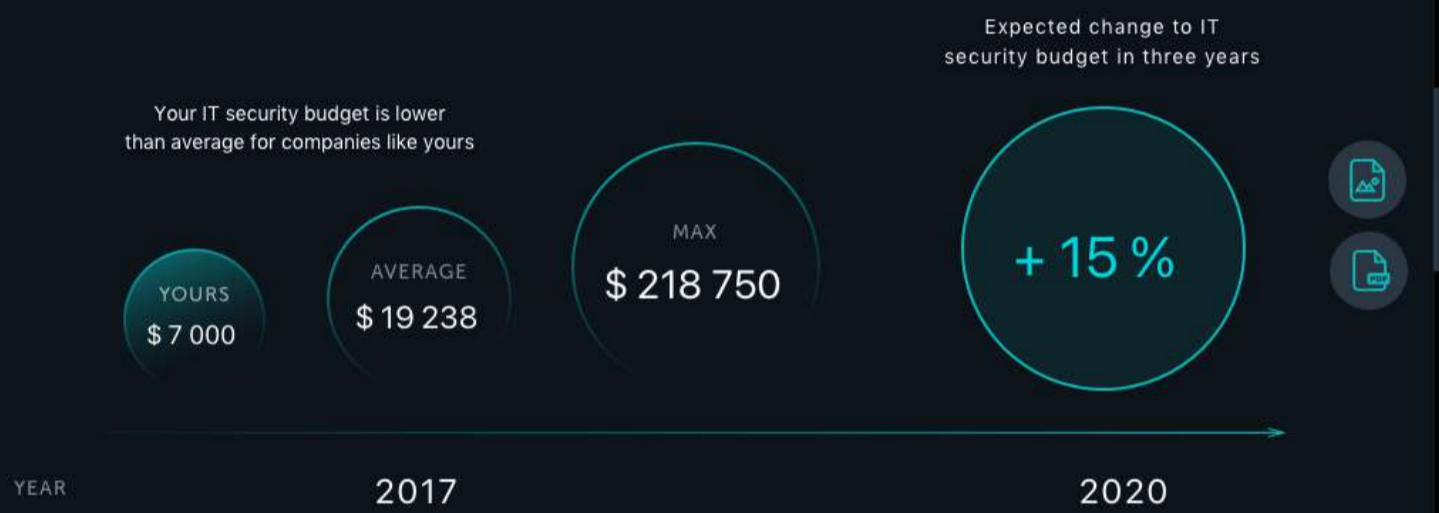 Expected change to IT
security budget in three years
Your IT security budget is lower
than average for companies like yours
YOURS
$ 7 000
AVERAGE
$ 19 238
MAX
$ 218 750
+ 15 %
PDF
YEAR
2017
2020